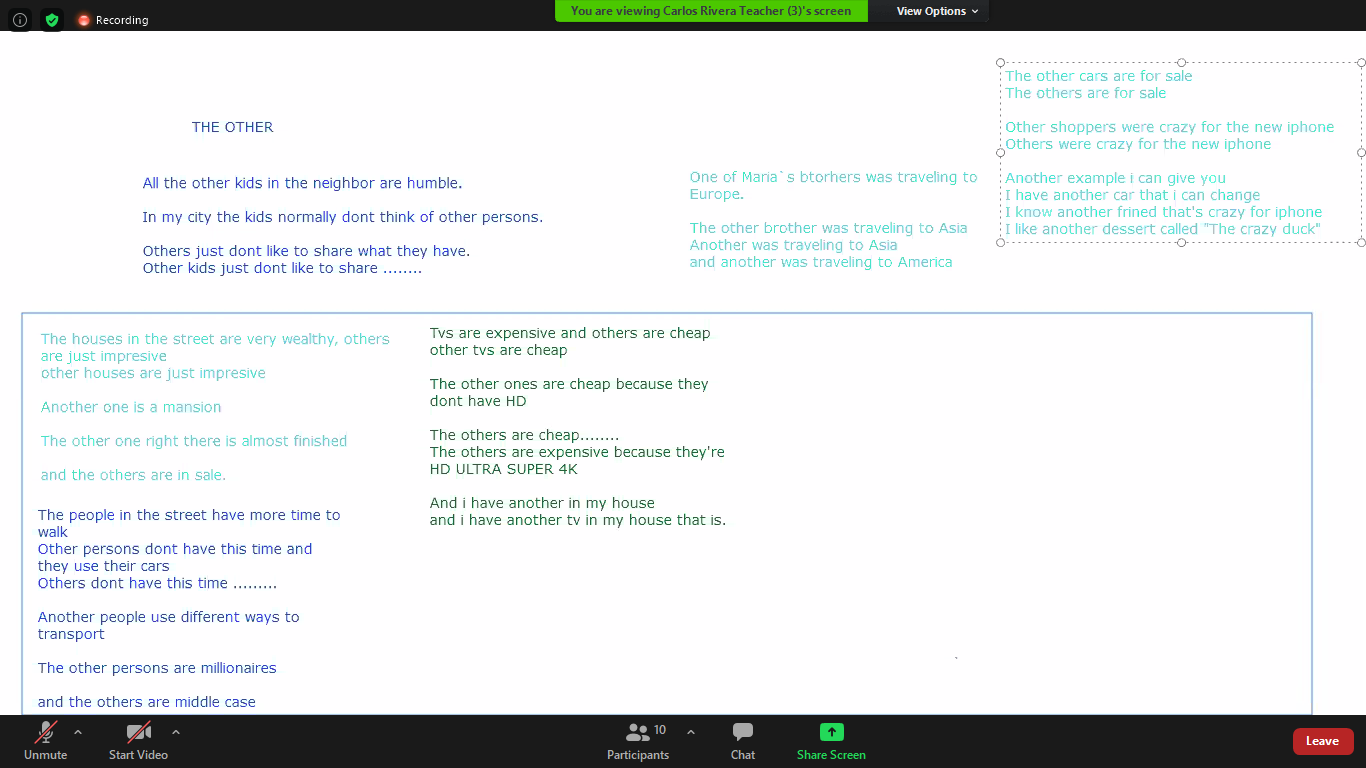 Recording
You are viewing Carlos Rivera Teacher (3)'s screen
View Options
THE OTHER
All the other kids in the neighbor are humble.
In my city the kids normally dont think of other persons.
Others just dont like to share what they have.
Other kids just dont like to share ........
One of Maria`s btorhers was traveling to
Europe.
The other brother was traveling to Asia
Another was traveling to Asia
and another was traveling to America
The other cars are for sale
The others are for sale
Other shoppers were crazy for the new iphone
Others were crazy for the new iphone
Another example i can give you
I have another car that i can change
I know another frined that's crazy for iphone
I like another dessert called "The crazy duck"
The houses in the street are very wealthy, others
are just impresive
other houses are just impresive
Another one is a mansion
The other one right there is almost finished
and the others are in sale.
The people in the street have more time to
walk
Other persons dont have this time and
they use their cars
Others dont have this time .........
Another people use different ways to
transport
The other persons are millionaires
and the others are middle case
Tvs are expensive and others are cheap
other tvs are cheap
The other ones are cheap because they
dont have HD
The others are cheap........
The others are expensive because they're
HD ULTRA SUPER 4K
And i have another in my house
and i have another tv in my house that is.
Unmute
Start Video
10
Participants
Chat
Share Screen
Leave